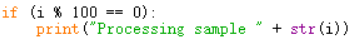 if (i % 100 == 0):
    print("Processing sample " + str(i))